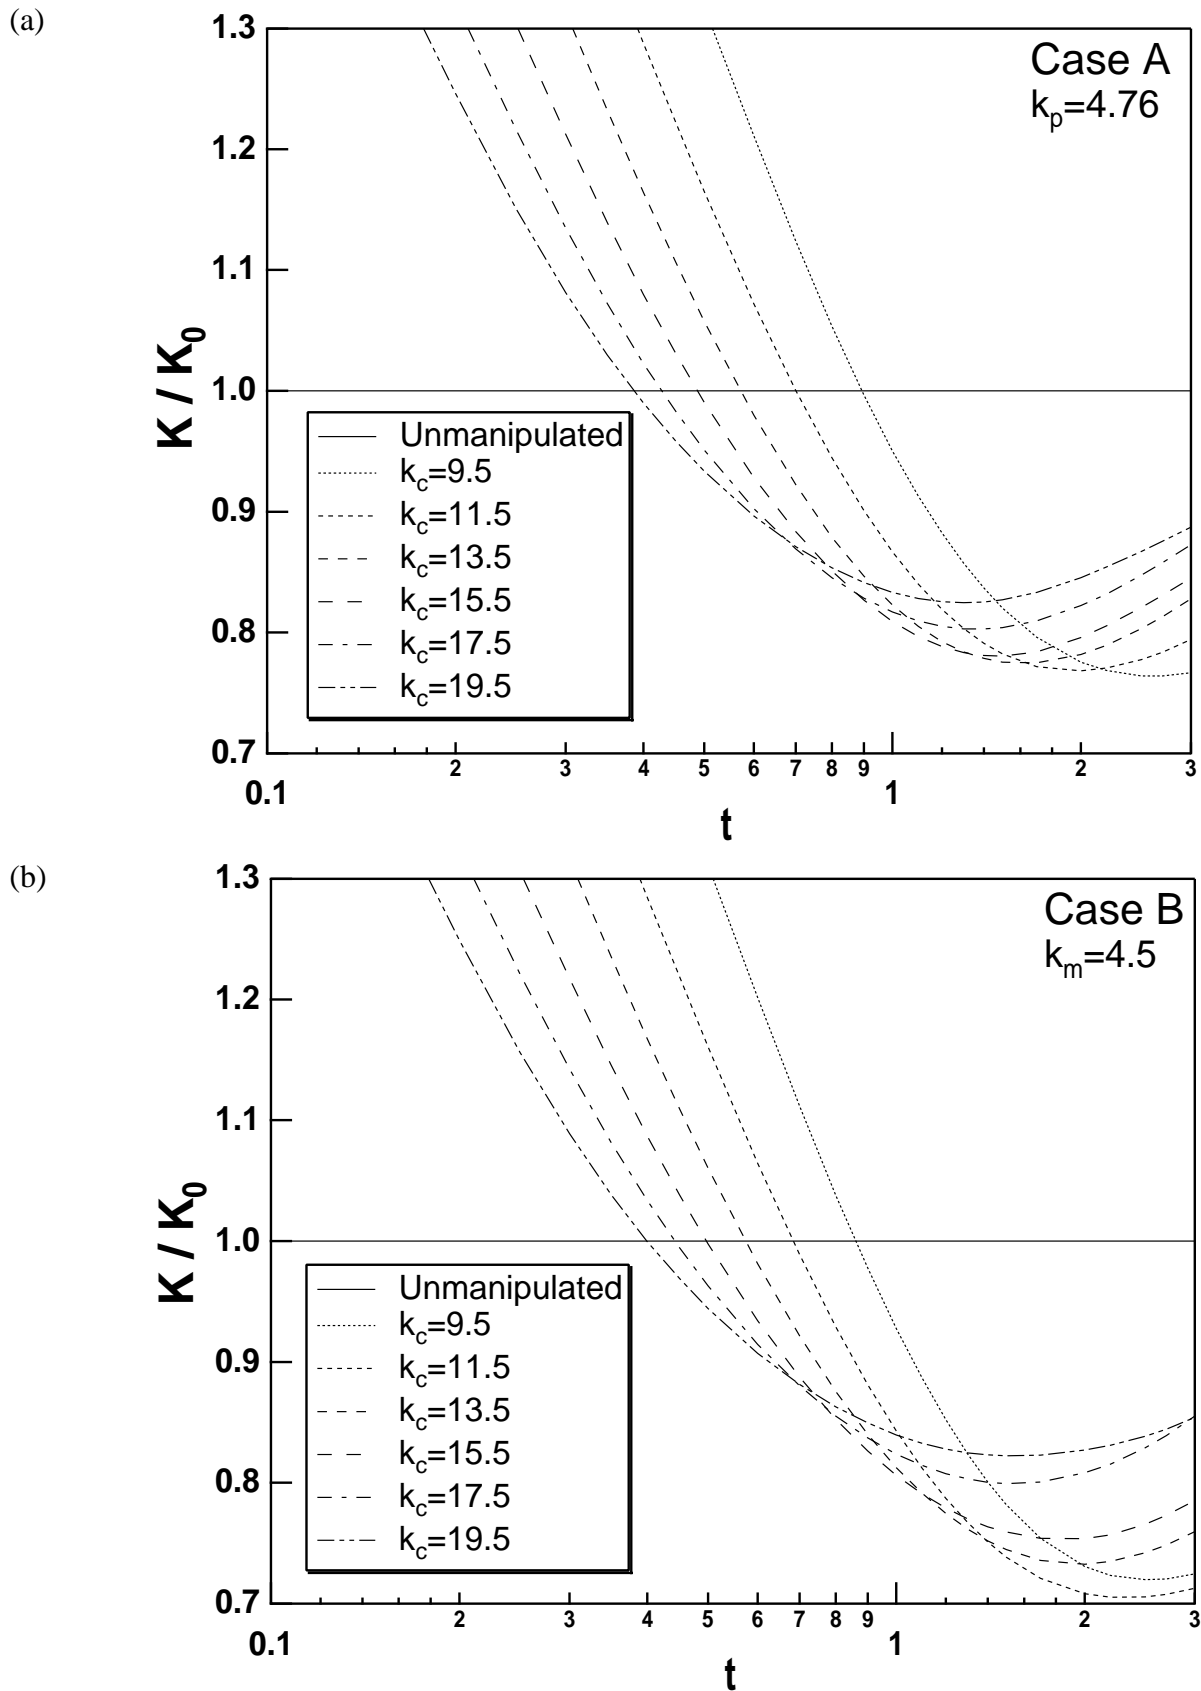 (a)
Case A
k_p=4.76
1.3
1.2
1.1
1.0
0.9
0.8
0.7
K / K_0
Unmanipulated
k_c=9.5
k_c=11.5
k_c=13.5
k_c=15.5
k_c=17.5
k_c=19.5
2 3 4 5 6 7 8 9 2 3
0.1 1
t
(b)
Case B
k_m=4.5
1.3
1.2
1.1
1.0
0.9
0.8
0.7
K / K_0
Unmanipulated
k_c=9.5
k_c=11.5
k_c=13.5
k_c=15.5
k_c=17.5
k_c=19.5
2 3 4 5 6 7 8 9 2 3
0.1 1
t